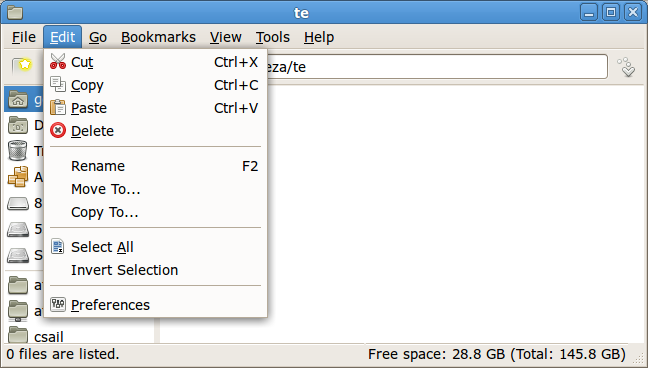 te
File Edit Go Bookmarks View Tools Help
Cut Ctrl+X
eza/te
Copy Ctrl+C
Paste Ctrl+V
Delete
Rename F2
Move To...
Copy To...
Select All
Invert Selection
Preferences
csail
0 files are listed. Free space: 28.8 GB (Total: 145.8 GB)